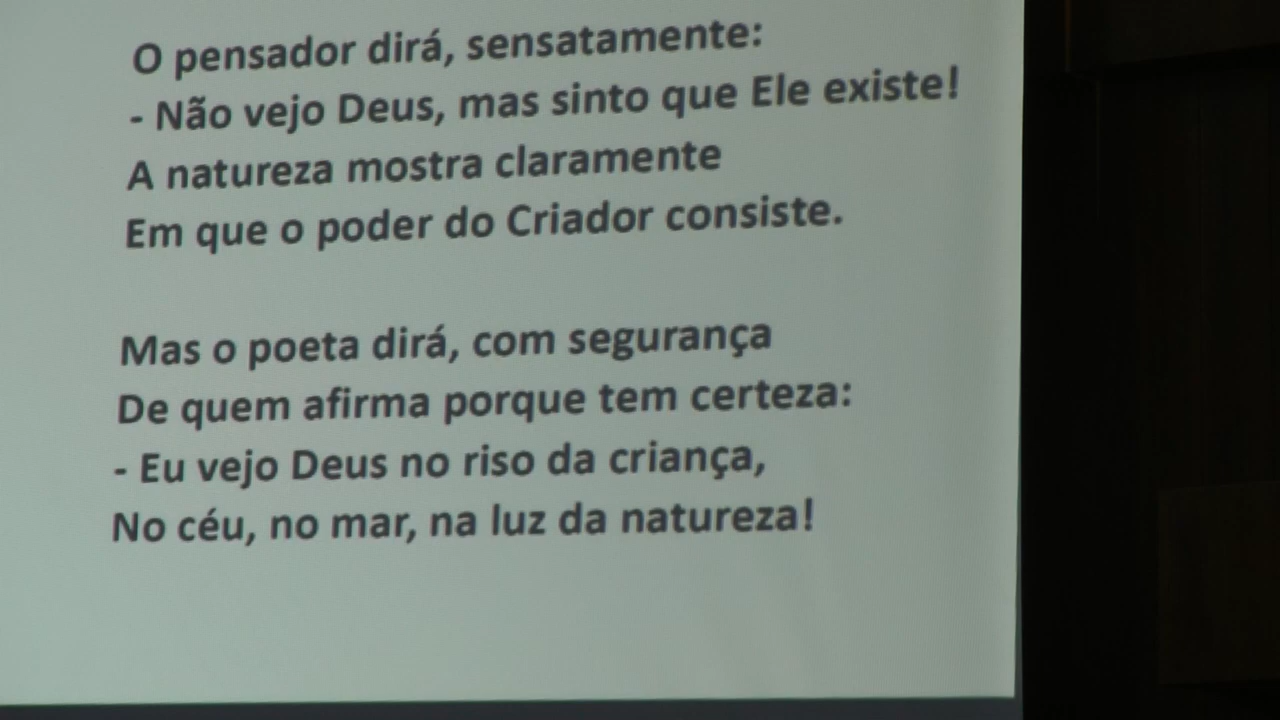 O pensador dirá, sensatamente:
- Não vejo Deus, mas sinto que Ele existe!
A natureza mostra claramente
Em que o poder do Criador consiste.
Mas o poeta dirá, com segurança
De quem afirma porque tem certeza:
- Eu vejo Deus no riso da criança,
No céu, no mar, na luz da natureza!